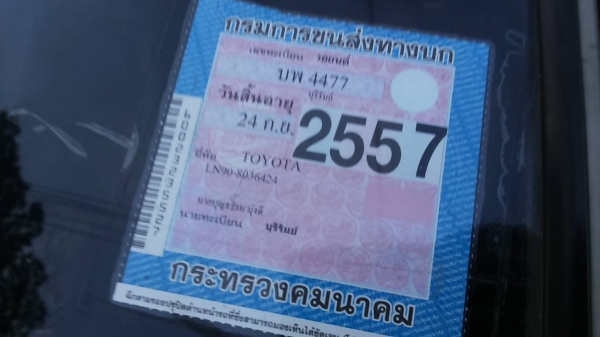 กรมการขนส่งทางบก
เลขทะเบียน รถยนต์
บพ 4477
บุรีรัมย์
วันสิ้นอายุ
24 ก.ย. 2557
ยี่ห้อ TOYOTA
LN90-8036424
นายทะเบียน บุรีรัมย์
กระทรวงคมนาคม